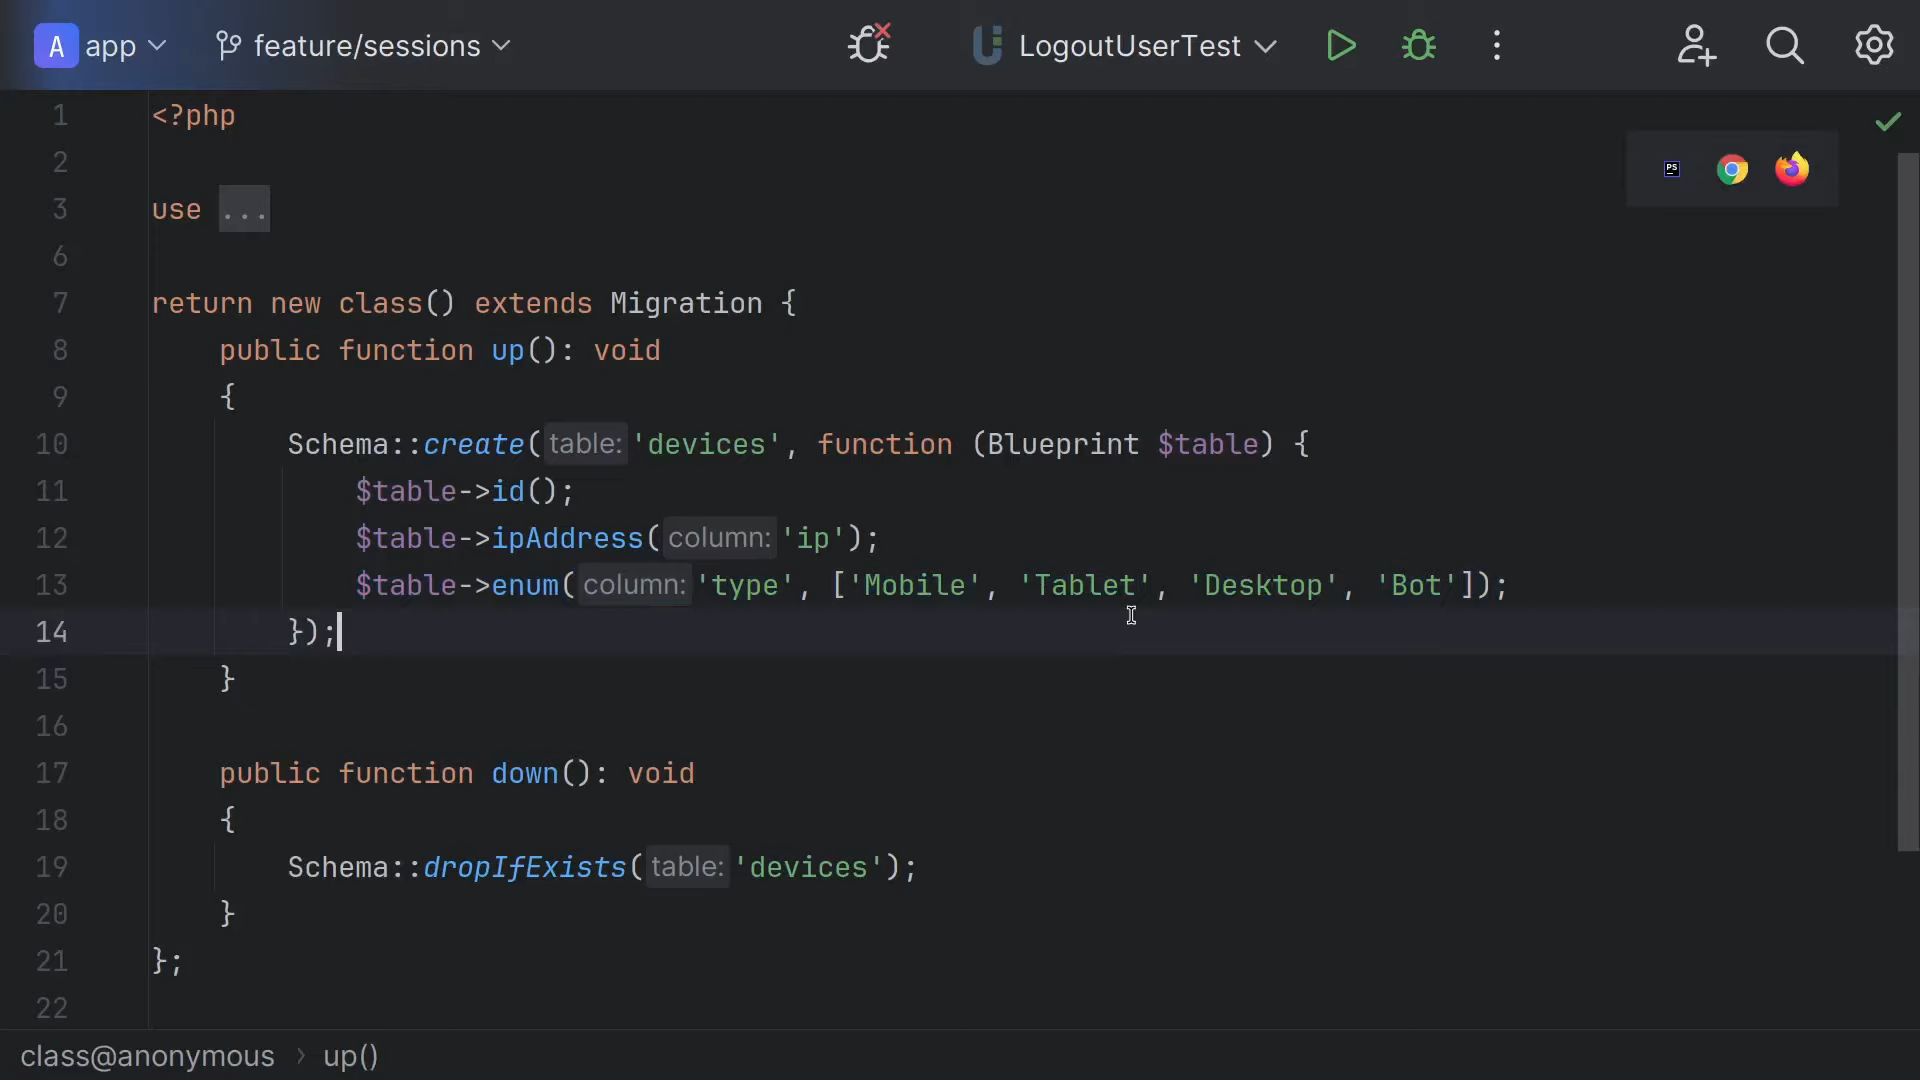 A app feature/sessions LogoutUserTest
1 <?php
2
3 use ...
6
7 return new class() extends Migration {
8 public function up(): void
9 {
10 Schema::create( table: 'devices', function (Blueprint $table) {
11 $table->id();
12 $table->ipAddress( column: 'ip');
13 $table->enum( column: 'type', ['Mobile', 'Tablet', 'Desktop', 'Bot']);
14 });
15 }
16
17 public function down(): void
18 {
19 Schema::dropIfExists( table: 'devices');
20 }
21 };
22
PS
class@anonymous › up()